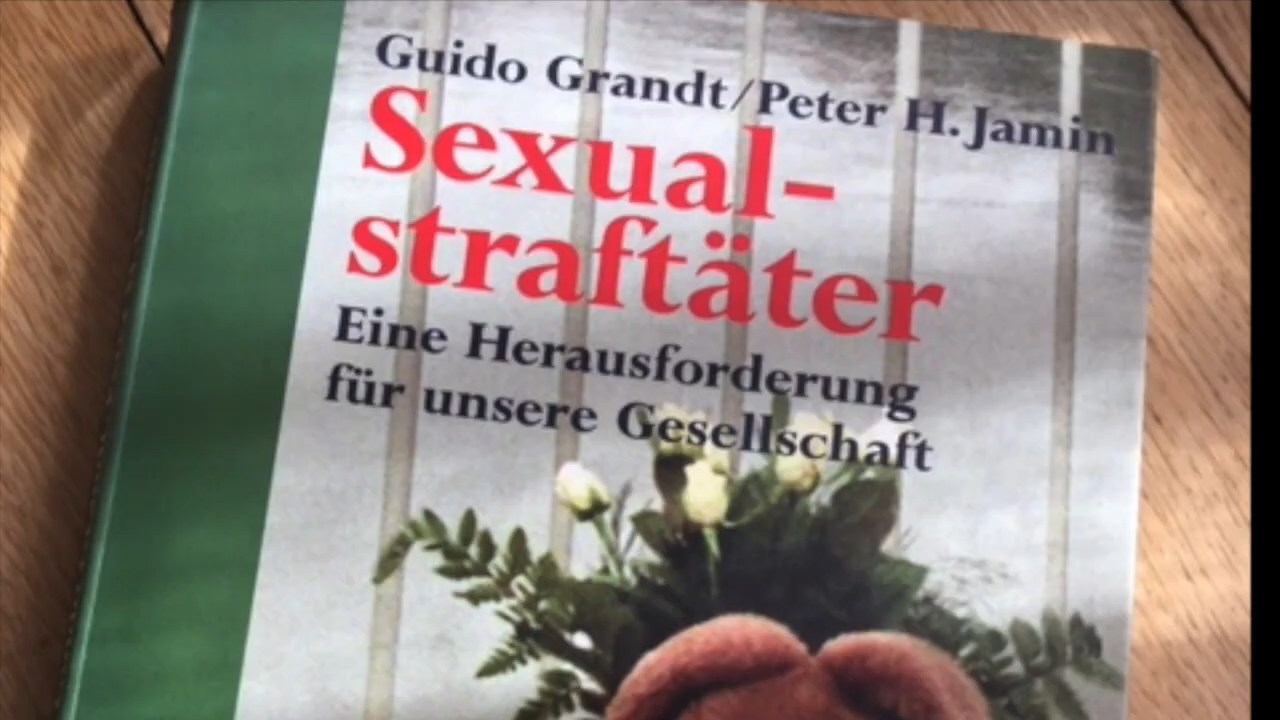 Guido Grandt/Peter H. Jamin
Sexual-
straftäter
Eine Herausforderung
für unsere Gesellschaft